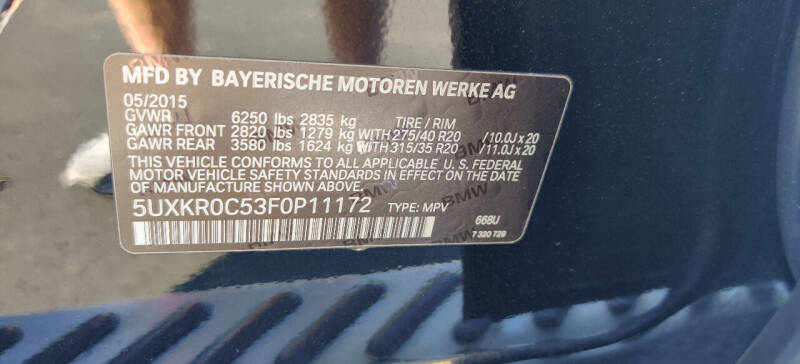 MFD BY BAYERISCHE MOTOREN WERKE AG
05/2015
GVWR 6250 lbs 2835 kg TIRE / RIM
GAWR FRONT 2820 lbs 1279 kg WITH 275/40 R20 /10.0J x 20
GAWR REAR 3580 lbs 1624 kg WITH 315/35 R20 /11.0J x 20
THIS VEHICLE CONFORMS TO ALL APPLICABLE U. S. FEDERAL
MOTOR VEHICLE SAFETY STANDARDS IN EFFECT ON THE DATE
OF MANUFACTURE SHOWN ABOVE.
5UXKR0C53F0P11172 TYPE: MPV
668U
7 320 729
BMW